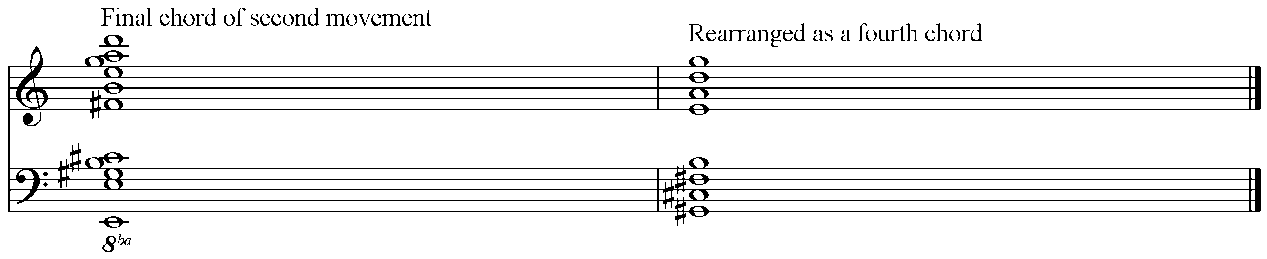 Final chord of second movement
Rearranged as a fourth chord
8ba